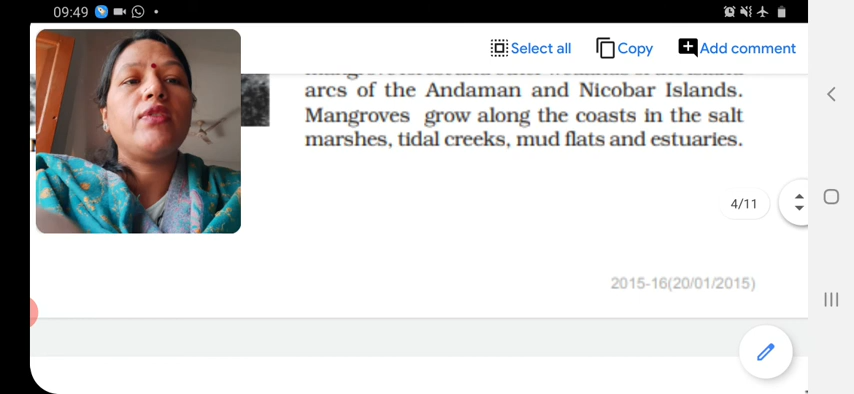 09:49
Select all Copy Add comment
arcs of the Andaman and Nicobar Islands.
Mangroves grow along the coasts in the salt
marshes, tidal creeks, mud flats and estuaries.
4/11
2015-16(20/01/2015)